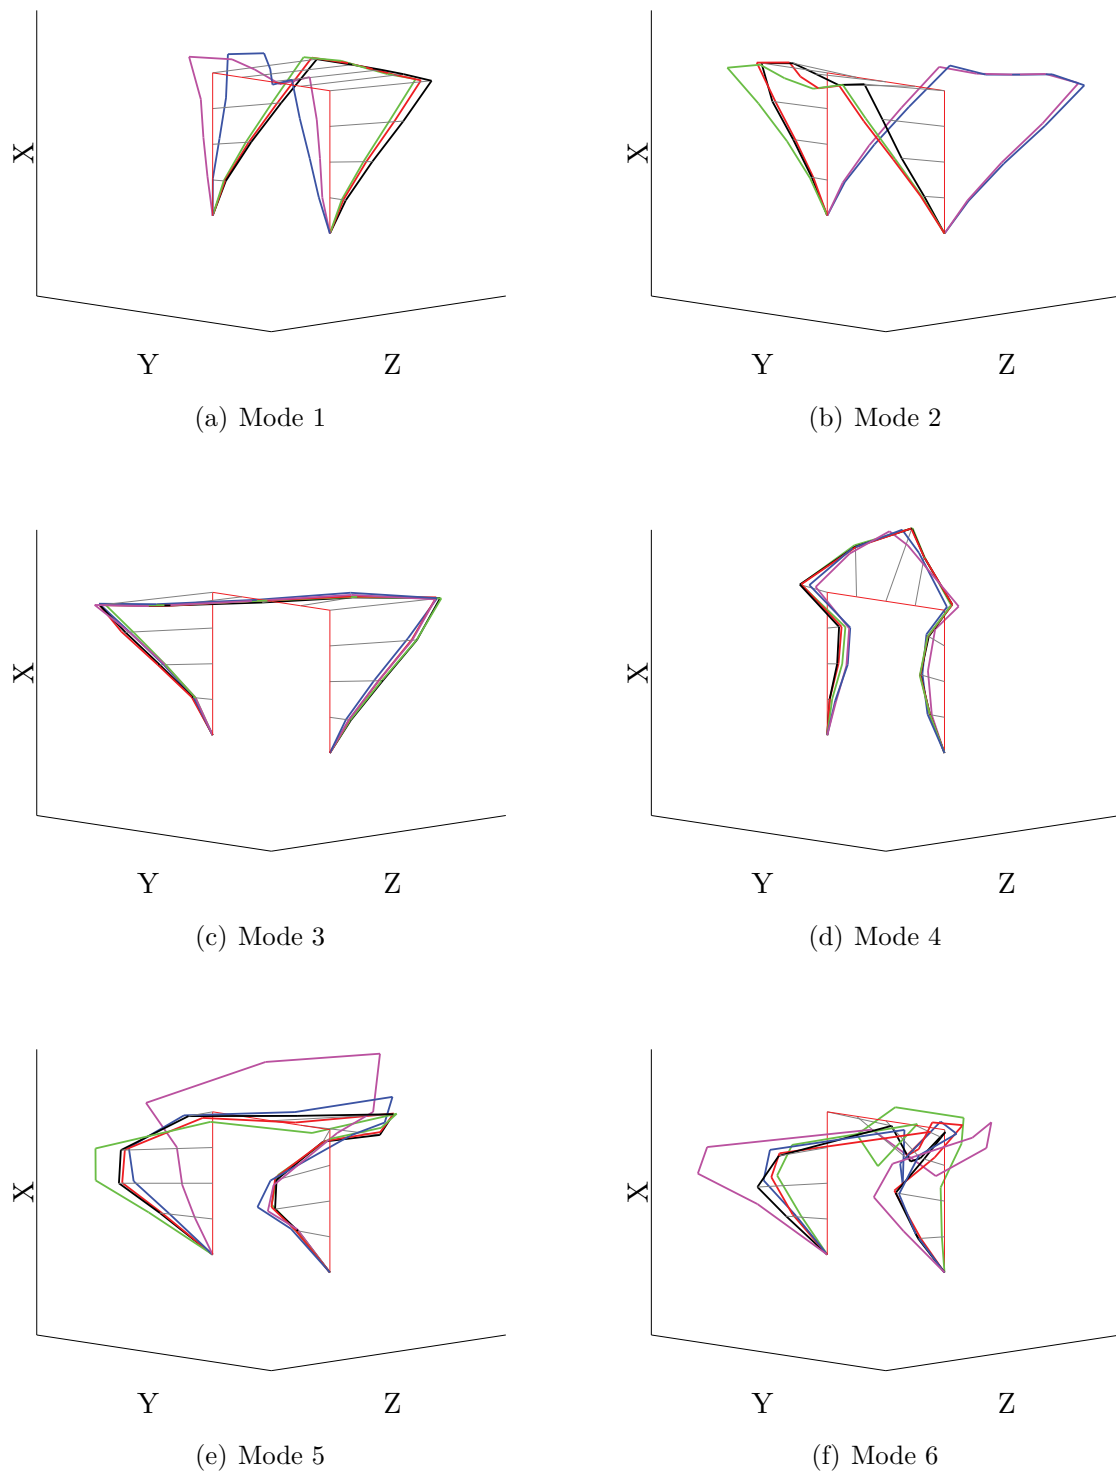 X
X
Y Z
Y Z
(a) Mode 1
(b) Mode 2
X
X
Y Z
Y Z
(c) Mode 3
(d) Mode 4
X
X
Y Z
Y Z
(e) Mode 5
(f) Mode 6